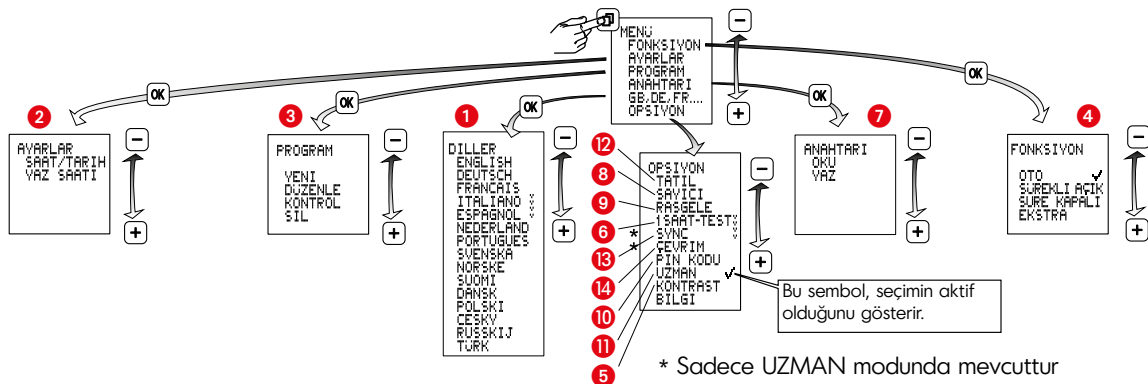 MENÜ
FONKSIYON
AYARLAR
PROGRAM
ANAHTARI
GB,DE,FR....
OPSIYON
−
+
OK
OK
OK
OK
OK
2
AYARLAR
SAAT/TARIH
YAZ SAATI
−
+
3
PROGRAM
YENI
DÜZENLE
KONTROL
SIL
−
+
1
DILLER
ENGLISH
DEUTSCH
FRANCAIS
ITALIANO
ESPAGNOL
NEDERLAND
PORTUGUES
SVENSKA
NORSKE
SUOMI
DANSK
POLSKI
CESKY
RUSSKIJ
TÜRK
−
+
12
8
9
6
* 13
* 14
10
11
5
OPSIYON
TATIL
SAYICI
RASGELE
1SAAT-TEST
SYNC
ÇEVRIM
PIN KODU
UZMAN ✓
KONTRAST
BILGI
−
+
7
ANAHTARI
OKU
YAZ
4
FONKSIYON
OTO ✓
SÜREKLI AÇIK
SURE KAPALI
EKSTRA
−
+
Bu sembol, seçimin aktif
olduğunu gösterir.
* Sadece UZMAN modunda mevcuttur